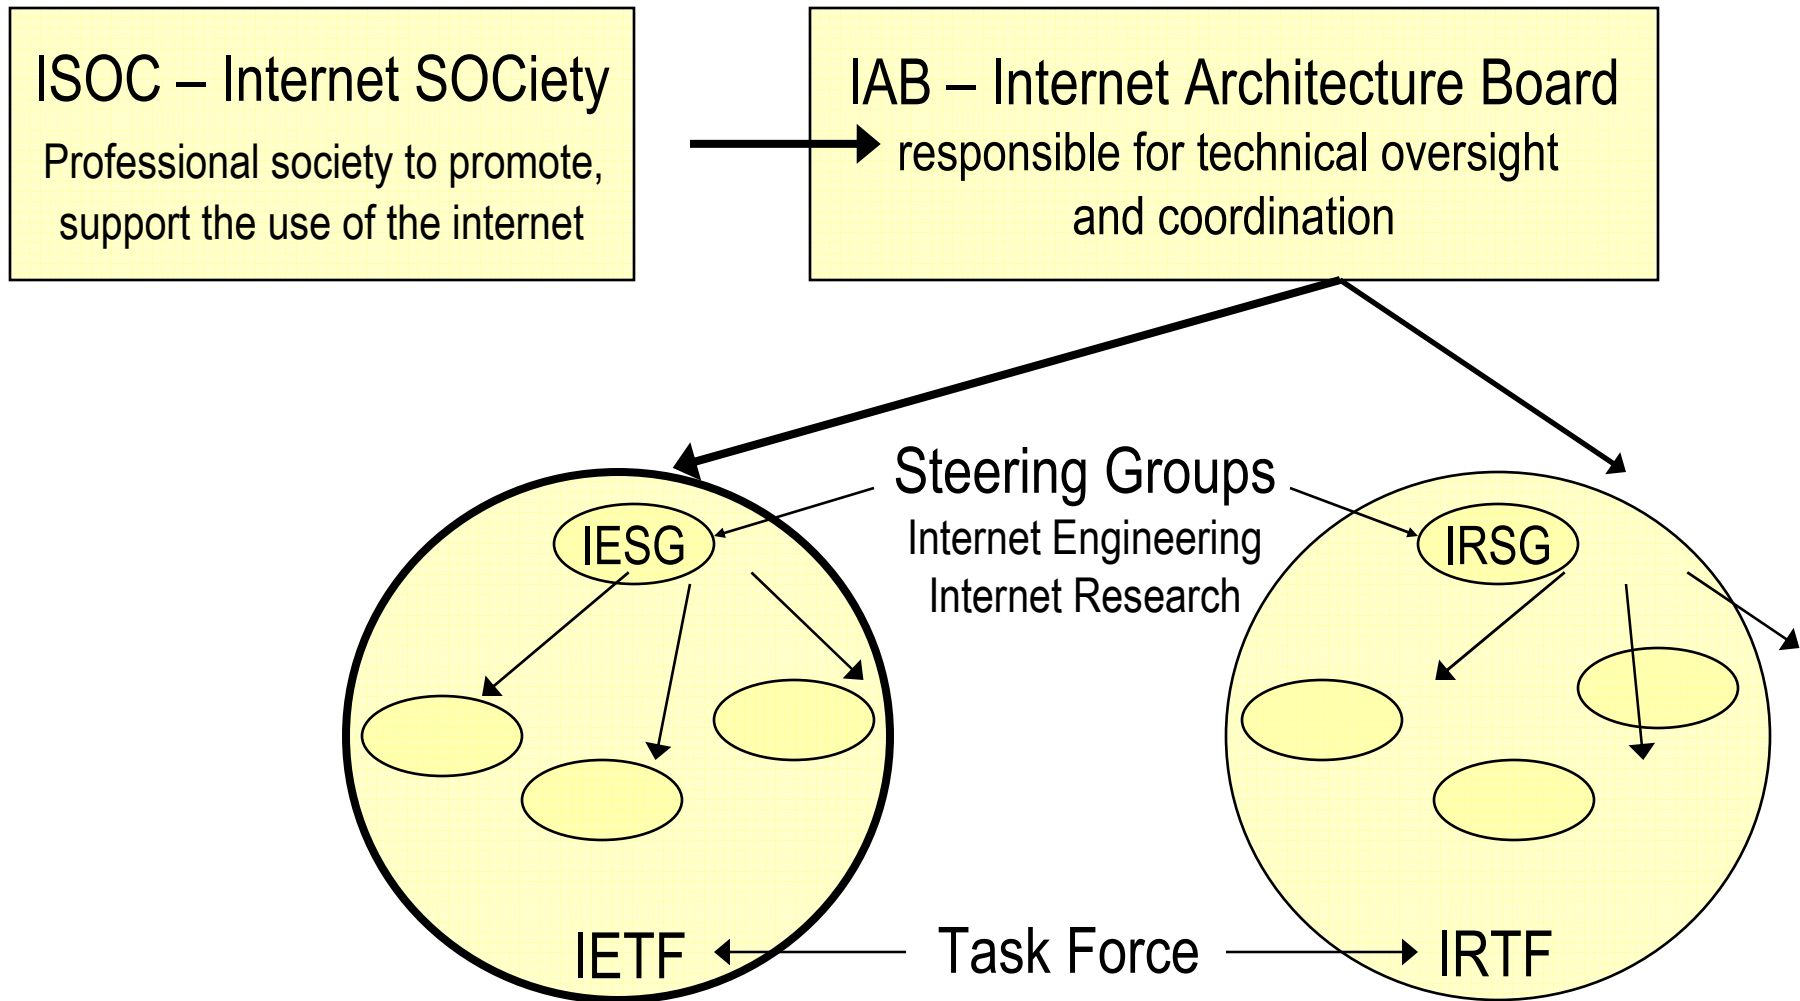 ISOC – Internet SOCiety
Professional society to promote,
support the use of the internet
IAB – Internet Architecture Board
responsible for technical oversight
and coordination
Steering Groups
Internet Engineering
Internet Research
IESG
IRSG
IETF
Task Force
IRTF